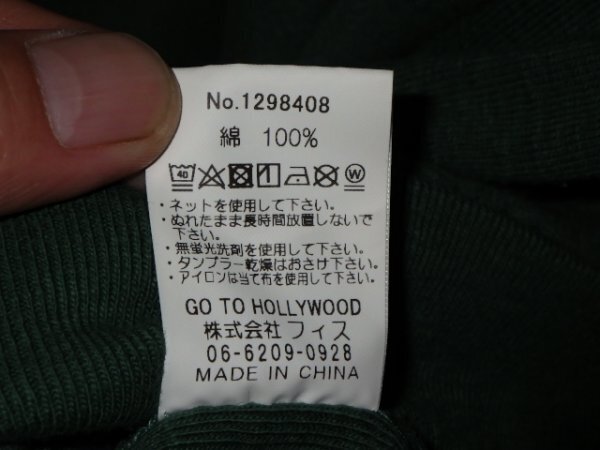 No.1298408
綿 100%
40 W
・ネットを使用して下さい。
・ぬれたまま長時間放置しないで
下さい。
・無蛍光洗剤を使用して下さい。
・タンブラー乾燥はおさけ下さい。
・アイロンは当て布を使用して下さい。
GO TO HOLLYWOOD
株式会社フィス
06-6209-0928
MADE IN CHINA